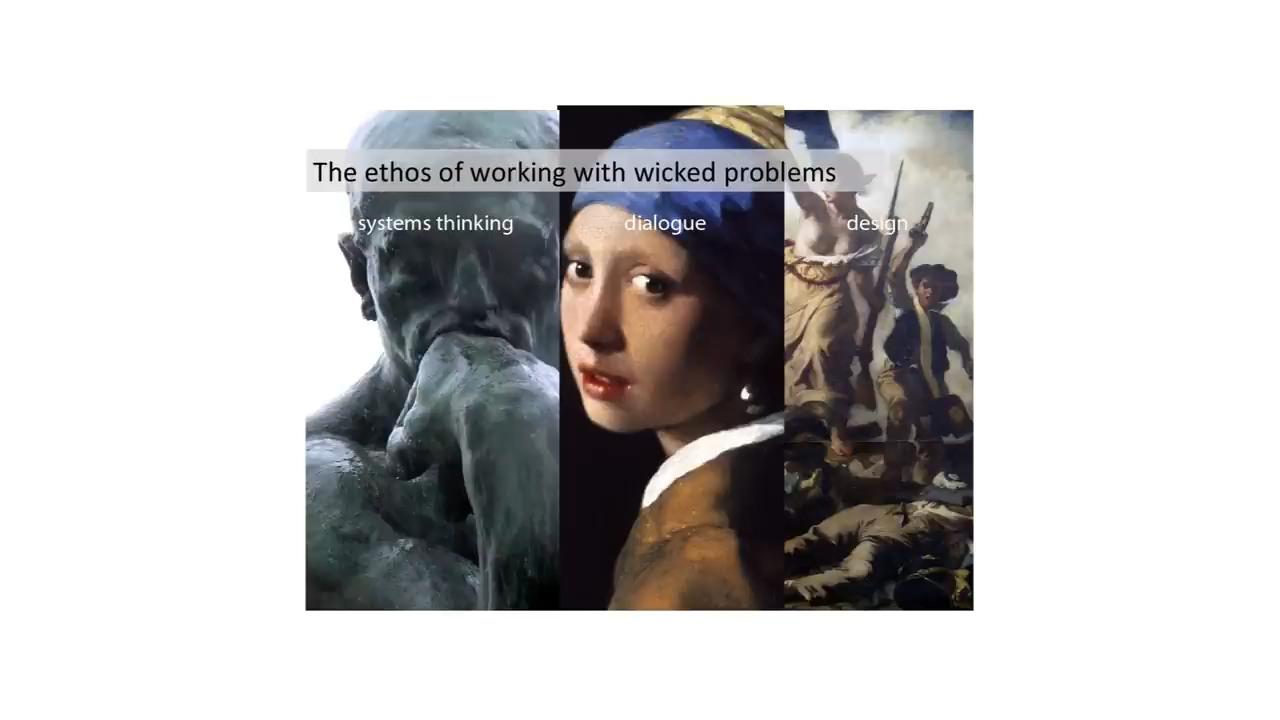 The ethos of working with wicked problems
systems thinking
dialogue
design